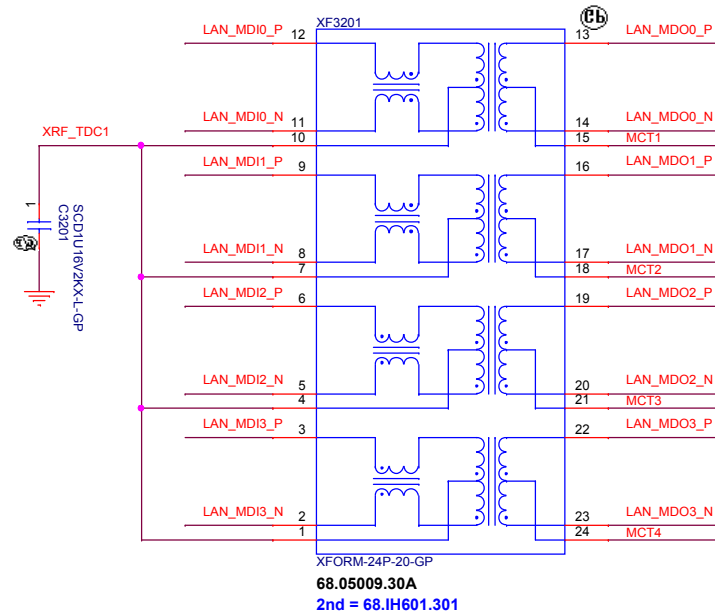 XF3201
Cb
LAN_MDI0_P 12
13 LAN_MDO0_P
LAN_MDI0_N 11
14 LAN_MDO0_N
XRF_TDC1
10
15 MCT1
LAN_MDI1_P 9
16 LAN_MDO1_P
1
SCD1U16V2KX-L-GP
C3201
LAN_MDI1_N 8
17 LAN_MDO1_N
7
18 MCT2
LAN_MDI2_P 6
19 LAN_MDO2_P
LAN_MDI2_N 5
20 LAN_MDO2_N
4
21 MCT3
LAN_MDI3_P 3
22 LAN_MDO3_P
LAN_MDI3_N 2
23 LAN_MDO3_N
1
24 MCT4
XFORM-24P-20-GP
68.05009.30A
2nd = 68.IH601.301